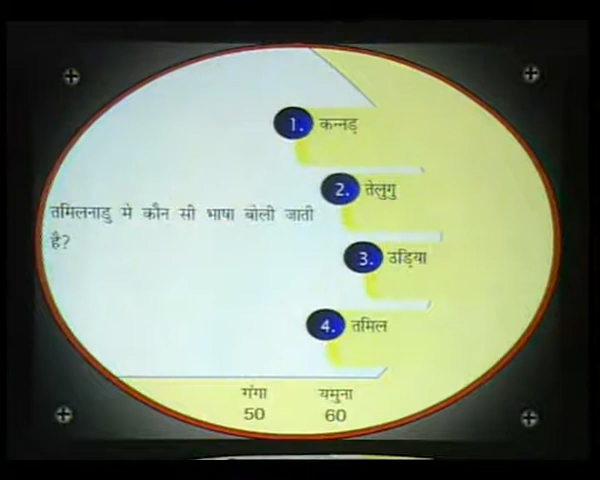 1. कन्नड़
2. तेलुगु
तमिलनाडु मे कौन सी भाषा बोली जाती
है?
3. उड़िया
4. तमिल
गंगा यमुना
50 60